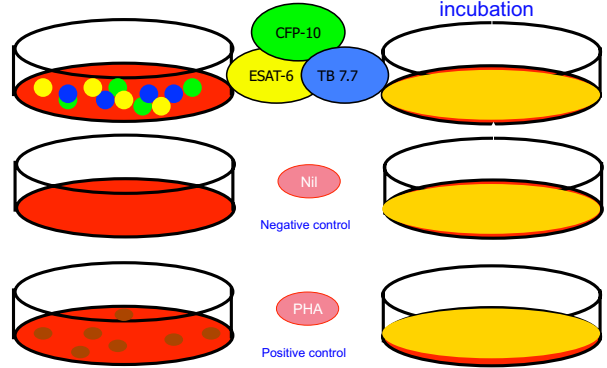 incubation
CFP-10
ESAT-6
TB 7.7
Nil
Negative control
PHA
Positive control